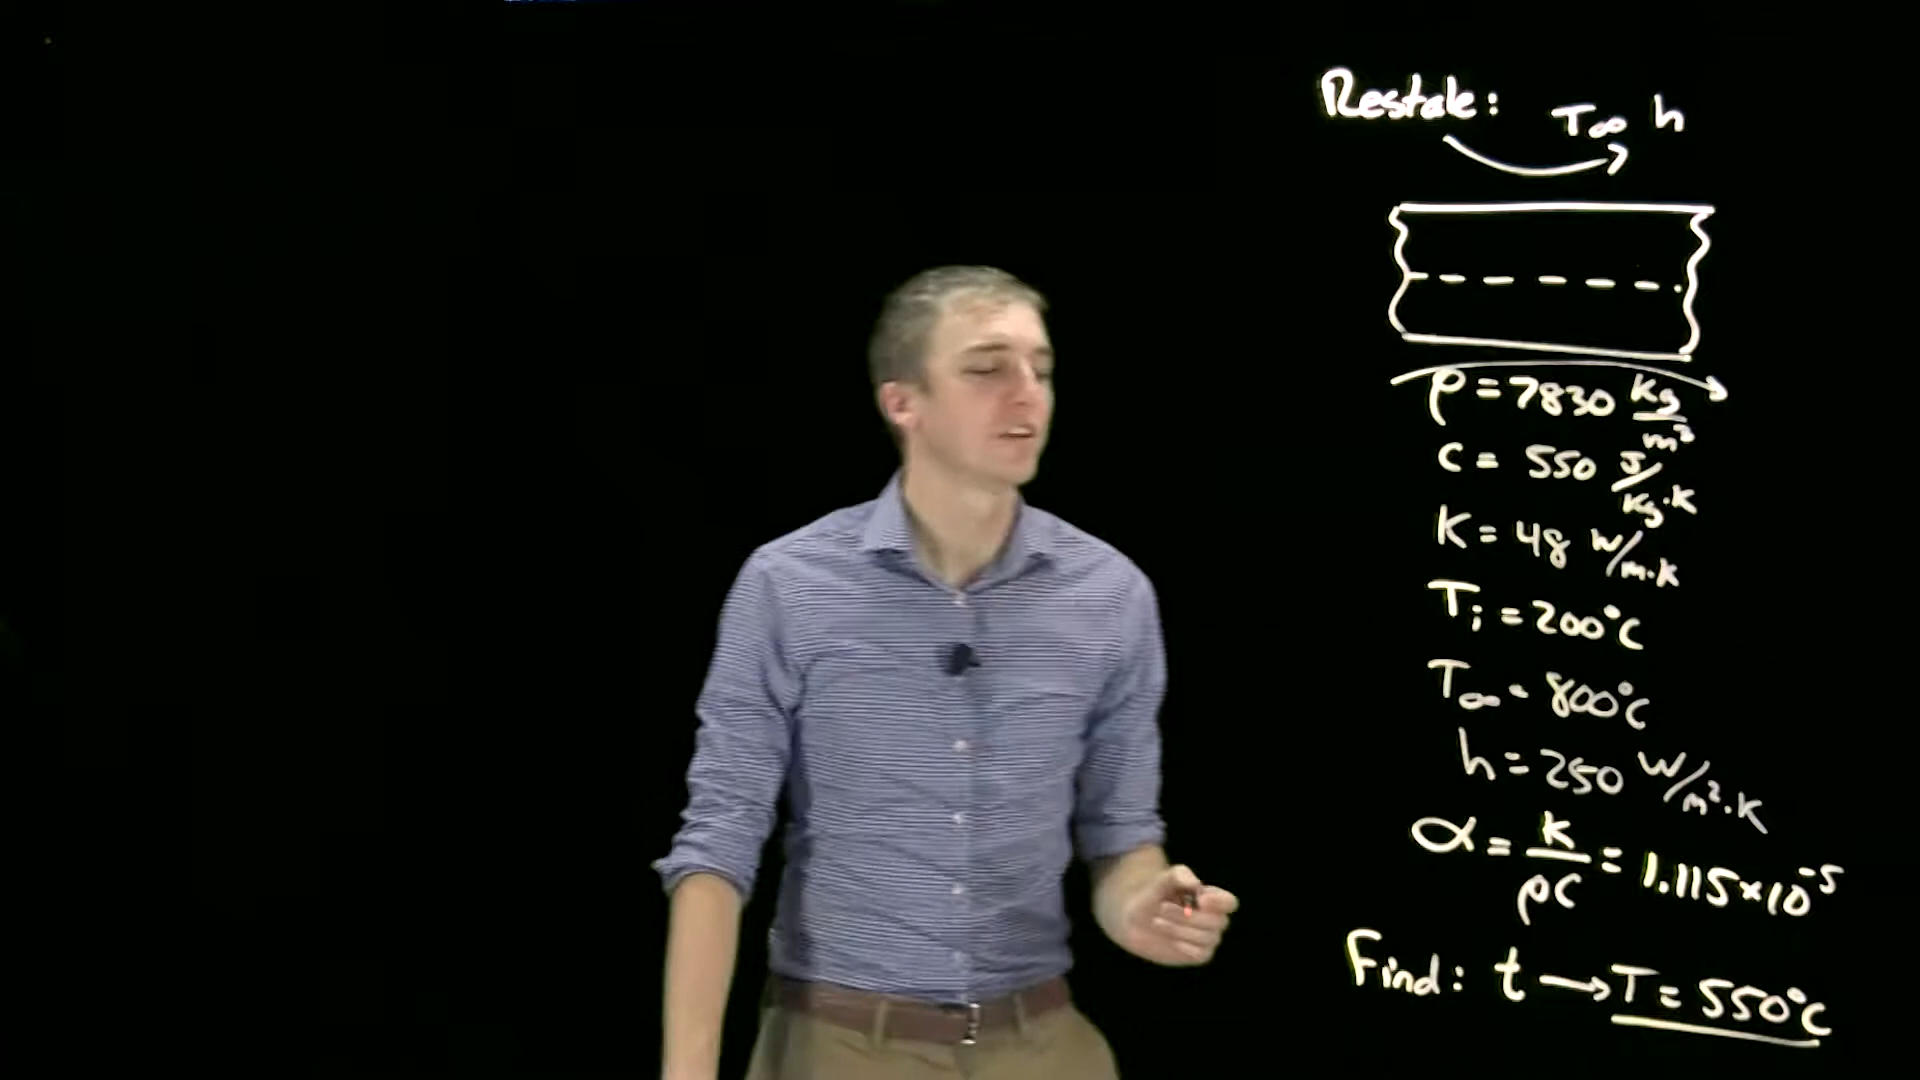 Restate:
T∞ h
ρ = 7830 Kg/m³
c = 550 J/Kg·K
K = 48 W/m·K
Ti = 200°C
T∞ = 800°C
h = 250 W/m²·K
α = K/ρc = 1.115×10⁻⁵
Find: t → T = 550°C